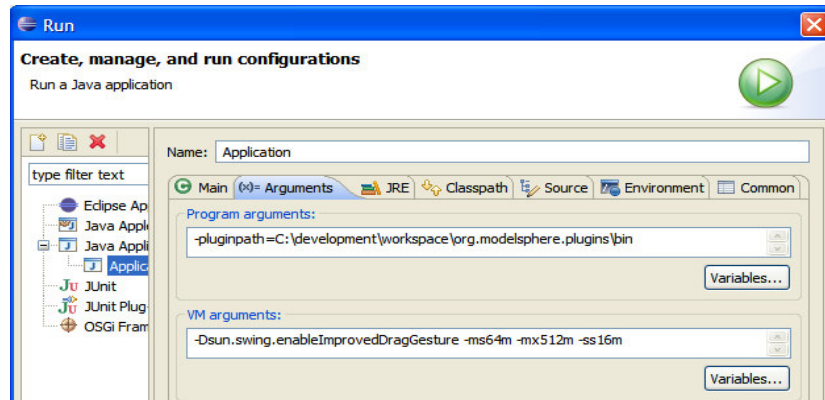 Run
Create, manage, and run configurations
Run a Java application
type filter text
Eclipse Ap
Java Appl
Java Appli
Applica
JUnit
JUnit Plug-
OSGi Fram
Name: Application
Main (x)= Arguments JRE Classpath Source Environment Common
Program arguments:
-pluginpath=C:\development\workspace\org.modelsphere.plugins\bin
Variables...
VM arguments:
-Dsun.swing.enableImprovedDragGesture -ms64m -mx512m -ss16m
Variables...